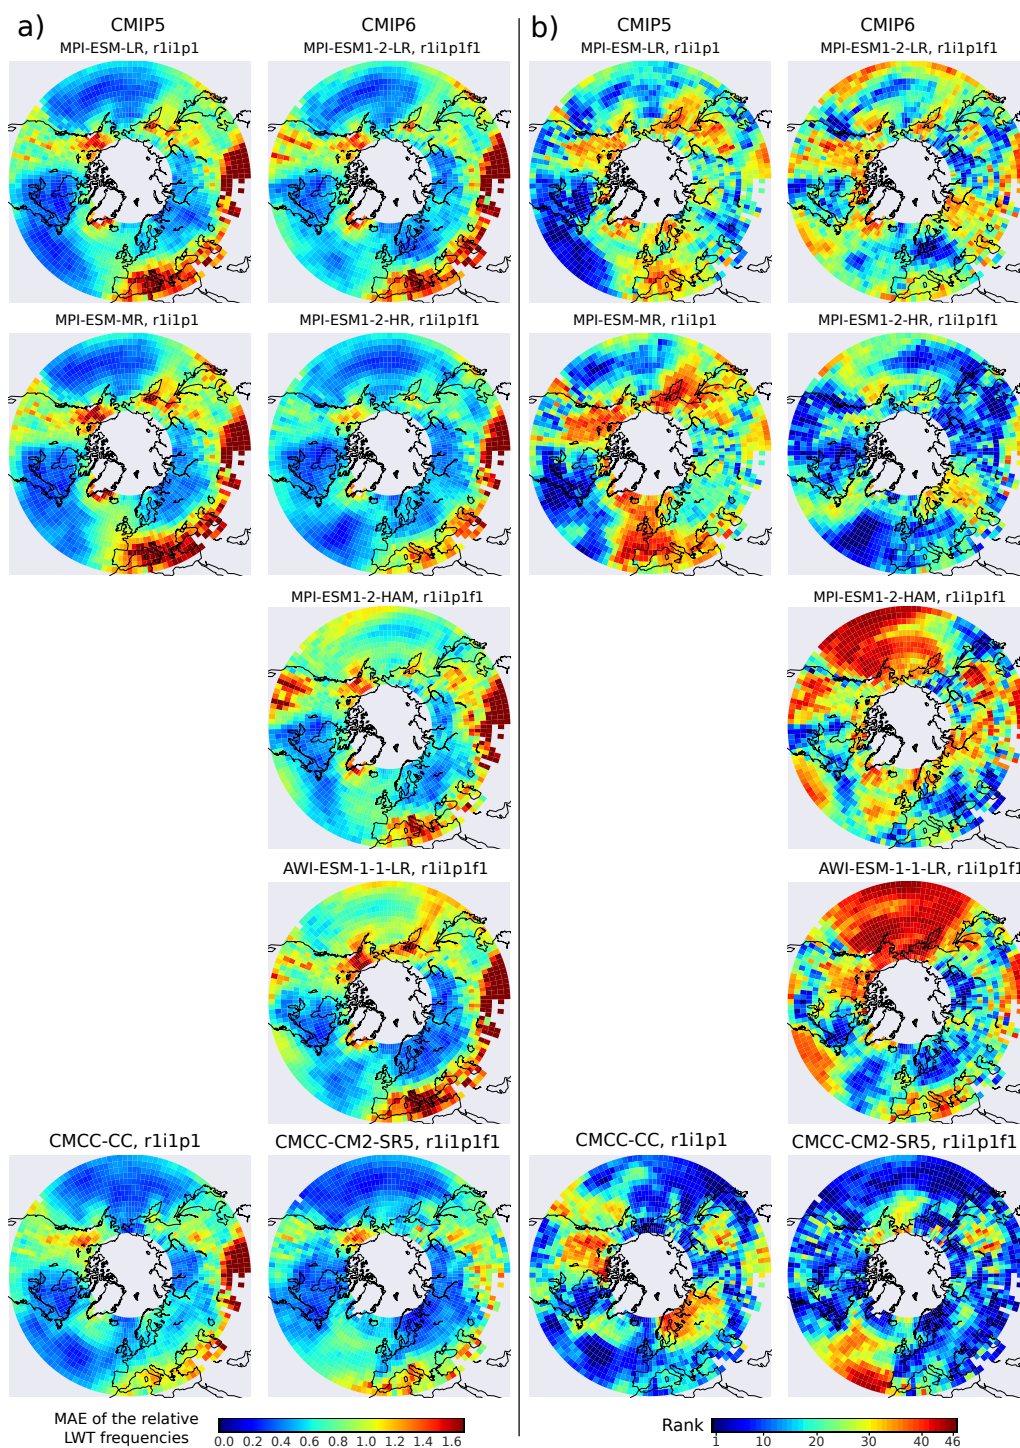 a)
CMIP5
CMIP6
b)
CMIP5
CMIP6
MPI-ESM-LR, r1i1p1
MPI-ESM1-2-LR, r1i1p1f1
MPI-ESM-LR, r1i1p1
MPI-ESM1-2-LR, r1i1p1f1
MPI-ESM-MR, r1i1p1
MPI-ESM1-2-HR, r1i1p1f1
MPI-ESM-MR, r1i1p1
MPI-ESM1-2-HR, r1i1p1f1
MPI-ESM1-2-HAM, r1i1p1f1
MPI-ESM1-2-HAM, r1i1p1f1
AWI-ESM-1-1-LR, r1i1p1f1
AWI-ESM-1-1-LR, r1i1p1f1
CMCC-CC, r1i1p1
CMCC-CM2-SR5, r1i1p1f1
CMCC-CC, r1i1p1
CMCC-CM2-SR5, r1i1p1f1
MAE of the relative
LWT frequencies
0.0 0.2 0.4 0.6 0.8 1.0 1.2 1.4 1.6
Rank
1 10 20 30 40 46